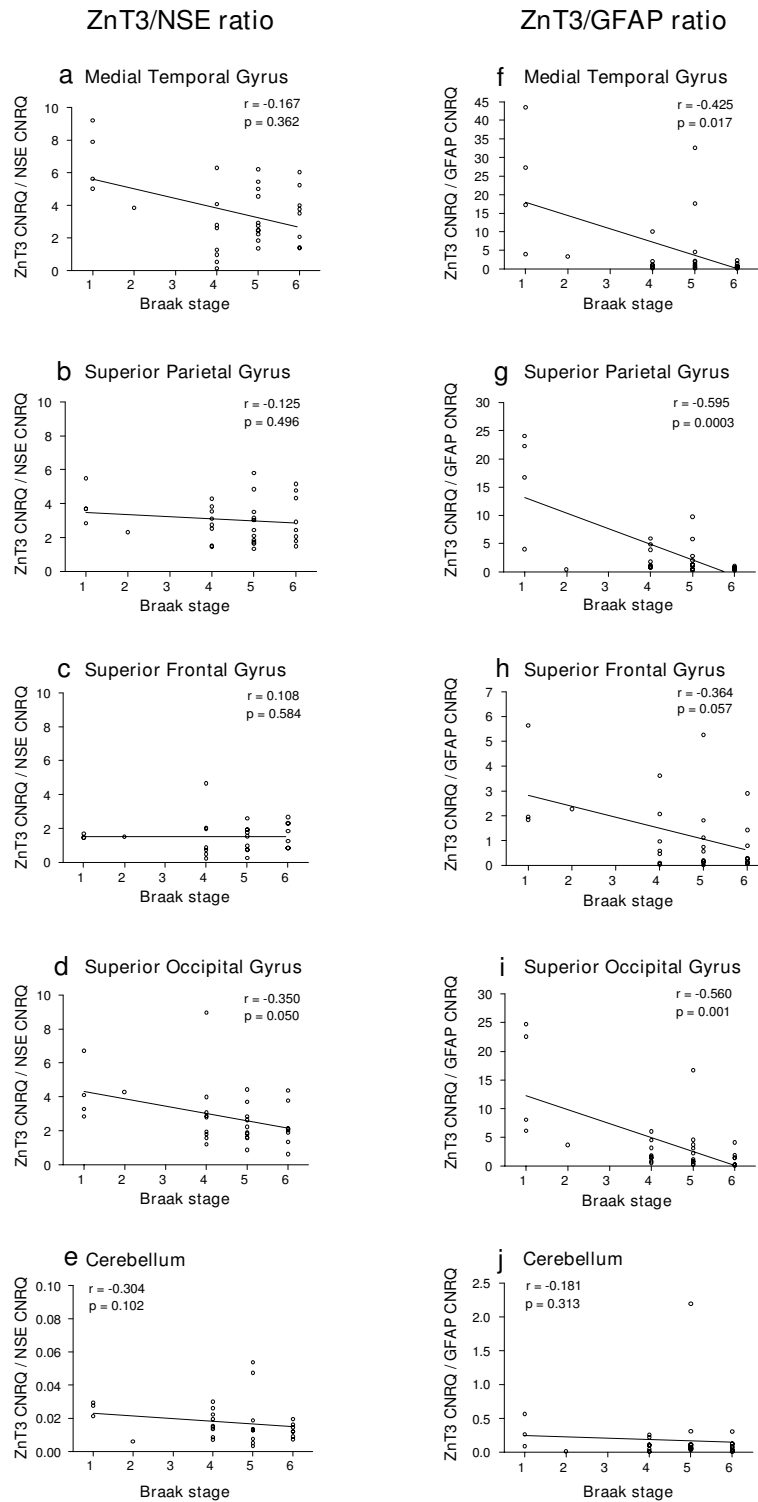 ZnT3/NSE ratio
ZnT3/GFAP ratio
a Medial Temporal Gyrus
r = -0.167
p = 0.362
ZnT3 CNRQ / NSE CNRQ
10
8
6
4
2
0
1 2 3 4 5 6
Braak stage
f Medial Temporal Gyrus
r = -0.425
p = 0.017
ZnT3 CNRQ / GFAP CNRQ
45
40
35
30
25
20
15
10
5
0
1 2 3 4 5 6
Braak stage
b Superior Parietal Gyrus
r = -0.125
p = 0.496
ZnT3 CNRQ / NSE CNRQ
10
8
6
4
2
0
1 2 3 4 5 6
Braak stage
g Superior Parietal Gyrus
r = -0.595
p = 0.0003
ZnT3 CNRQ / GFAP CNRQ
30
25
20
15
10
5
0
1 2 3 4 5 6
Braak stage
c Superior Frontal Gyrus
r = 0.108
p = 0.584
ZnT3 CNRQ / NSE CNRQ
10
8
6
4
2
0
1 2 3 4 5 6
Braak stage
h Superior Frontal Gyrus
r = -0.364
p = 0.057
ZnT3 CNRQ / GFAP CNRQ
7
6
5
4
3
2
1
0
1 2 3 4 5 6
Braak stage
d Superior Occipital Gyrus
r = -0.350
p = 0.050
ZnT3 CNRQ / NSE CNRQ
10
8
6
4
2
0
1 2 3 4 5 6
Braak stage
i Superior Occipital Gyrus
r = -0.560
p = 0.001
ZnT3 CNRQ / GFAP CNRQ
30
25
20
15
10
5
0
1 2 3 4 5 6
Braak stage
e Cerebellum
r = -0.304
p = 0.102
ZnT3 CNRQ / NSE CNRQ
0.10
0.08
0.06
0.04
0.02
0.00
1 2 3 4 5 6
Braak stage
j Cerebellum
r = -0.181
p = 0.313
ZnT3 CNRQ / GFAP CNRQ
2.5
2.0
1.5
1.0
0.5
0.0
1 2 3 4 5 6
Braak stage